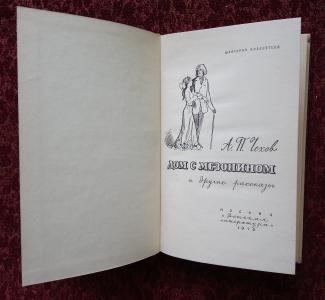 ШКОЛЬНАЯ БИБЛИОТЕКА
А.П. Чехов
ДОМ С МЕЗОНИНОМ
и другие рассказы
МОСКВА
«Детская
литература»